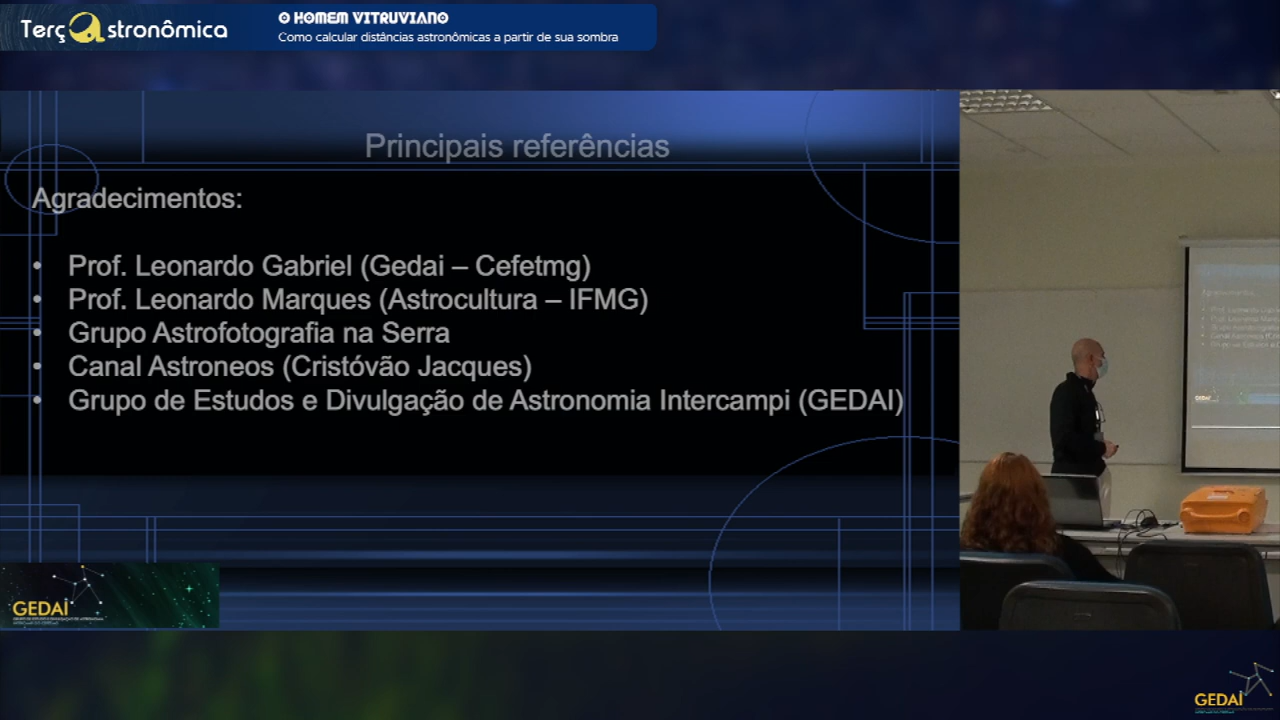 Terçastronômica
O HOMEM VITRUVIANO
Como calcular distâncias astronômicas a partir de sua sombra
Principais referências
Agradecimentos:
• Prof. Leonardo Gabriel (Gedai – Cefetmg)
• Prof. Leonardo Marques (Astrocultura – IFMG)
• Grupo Astrofotografia na Serra
• Canal Astroneos (Cristóvão Jacques)
• Grupo de Estudos e Divulgação de Astronomia Intercampi (GEDAI)
GEDAI
GEDAI